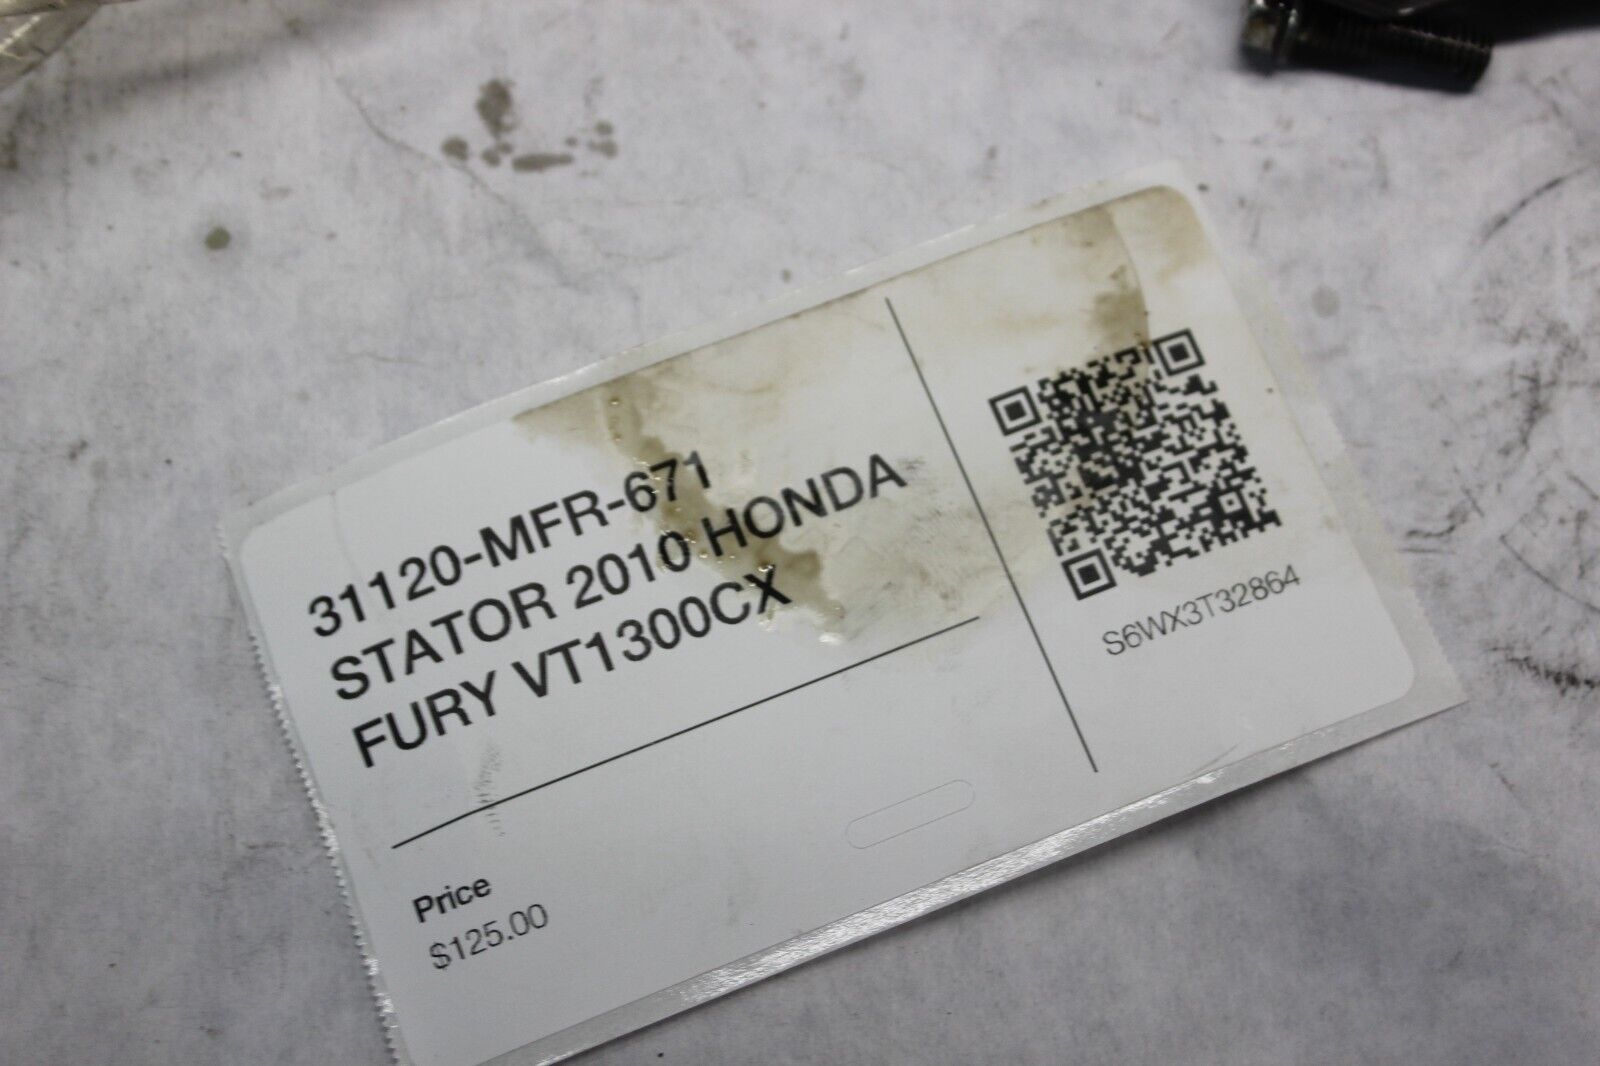 31120-MFR-671
STATOR 2010 HONDA
FURY VT1300CX
S6WX3T32864
Price
$125.00